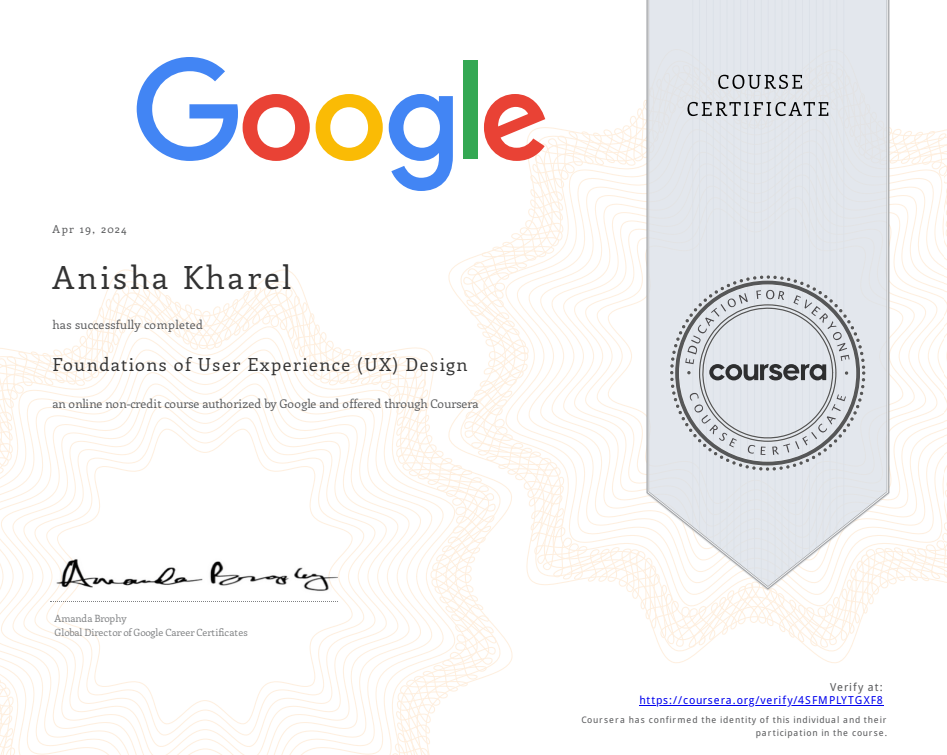 Google
COURSE
CERTIFICATE
Apr 19, 2024
Anisha Kharel
has successfully completed
Foundations of User Experience (UX) Design
an online non-credit course authorized by Google and offered through Coursera
• EDUCATION FOR EVERYONE •
coursera
COURSE CERTIFICATE
Amanda Brophy
Amanda Brophy
Global Director of Google Career Certificates
Verify at:
https://coursera.org/verify/4SFMPLYTGXF8
Coursera has confirmed the identity of this individual and their
participation in the course.